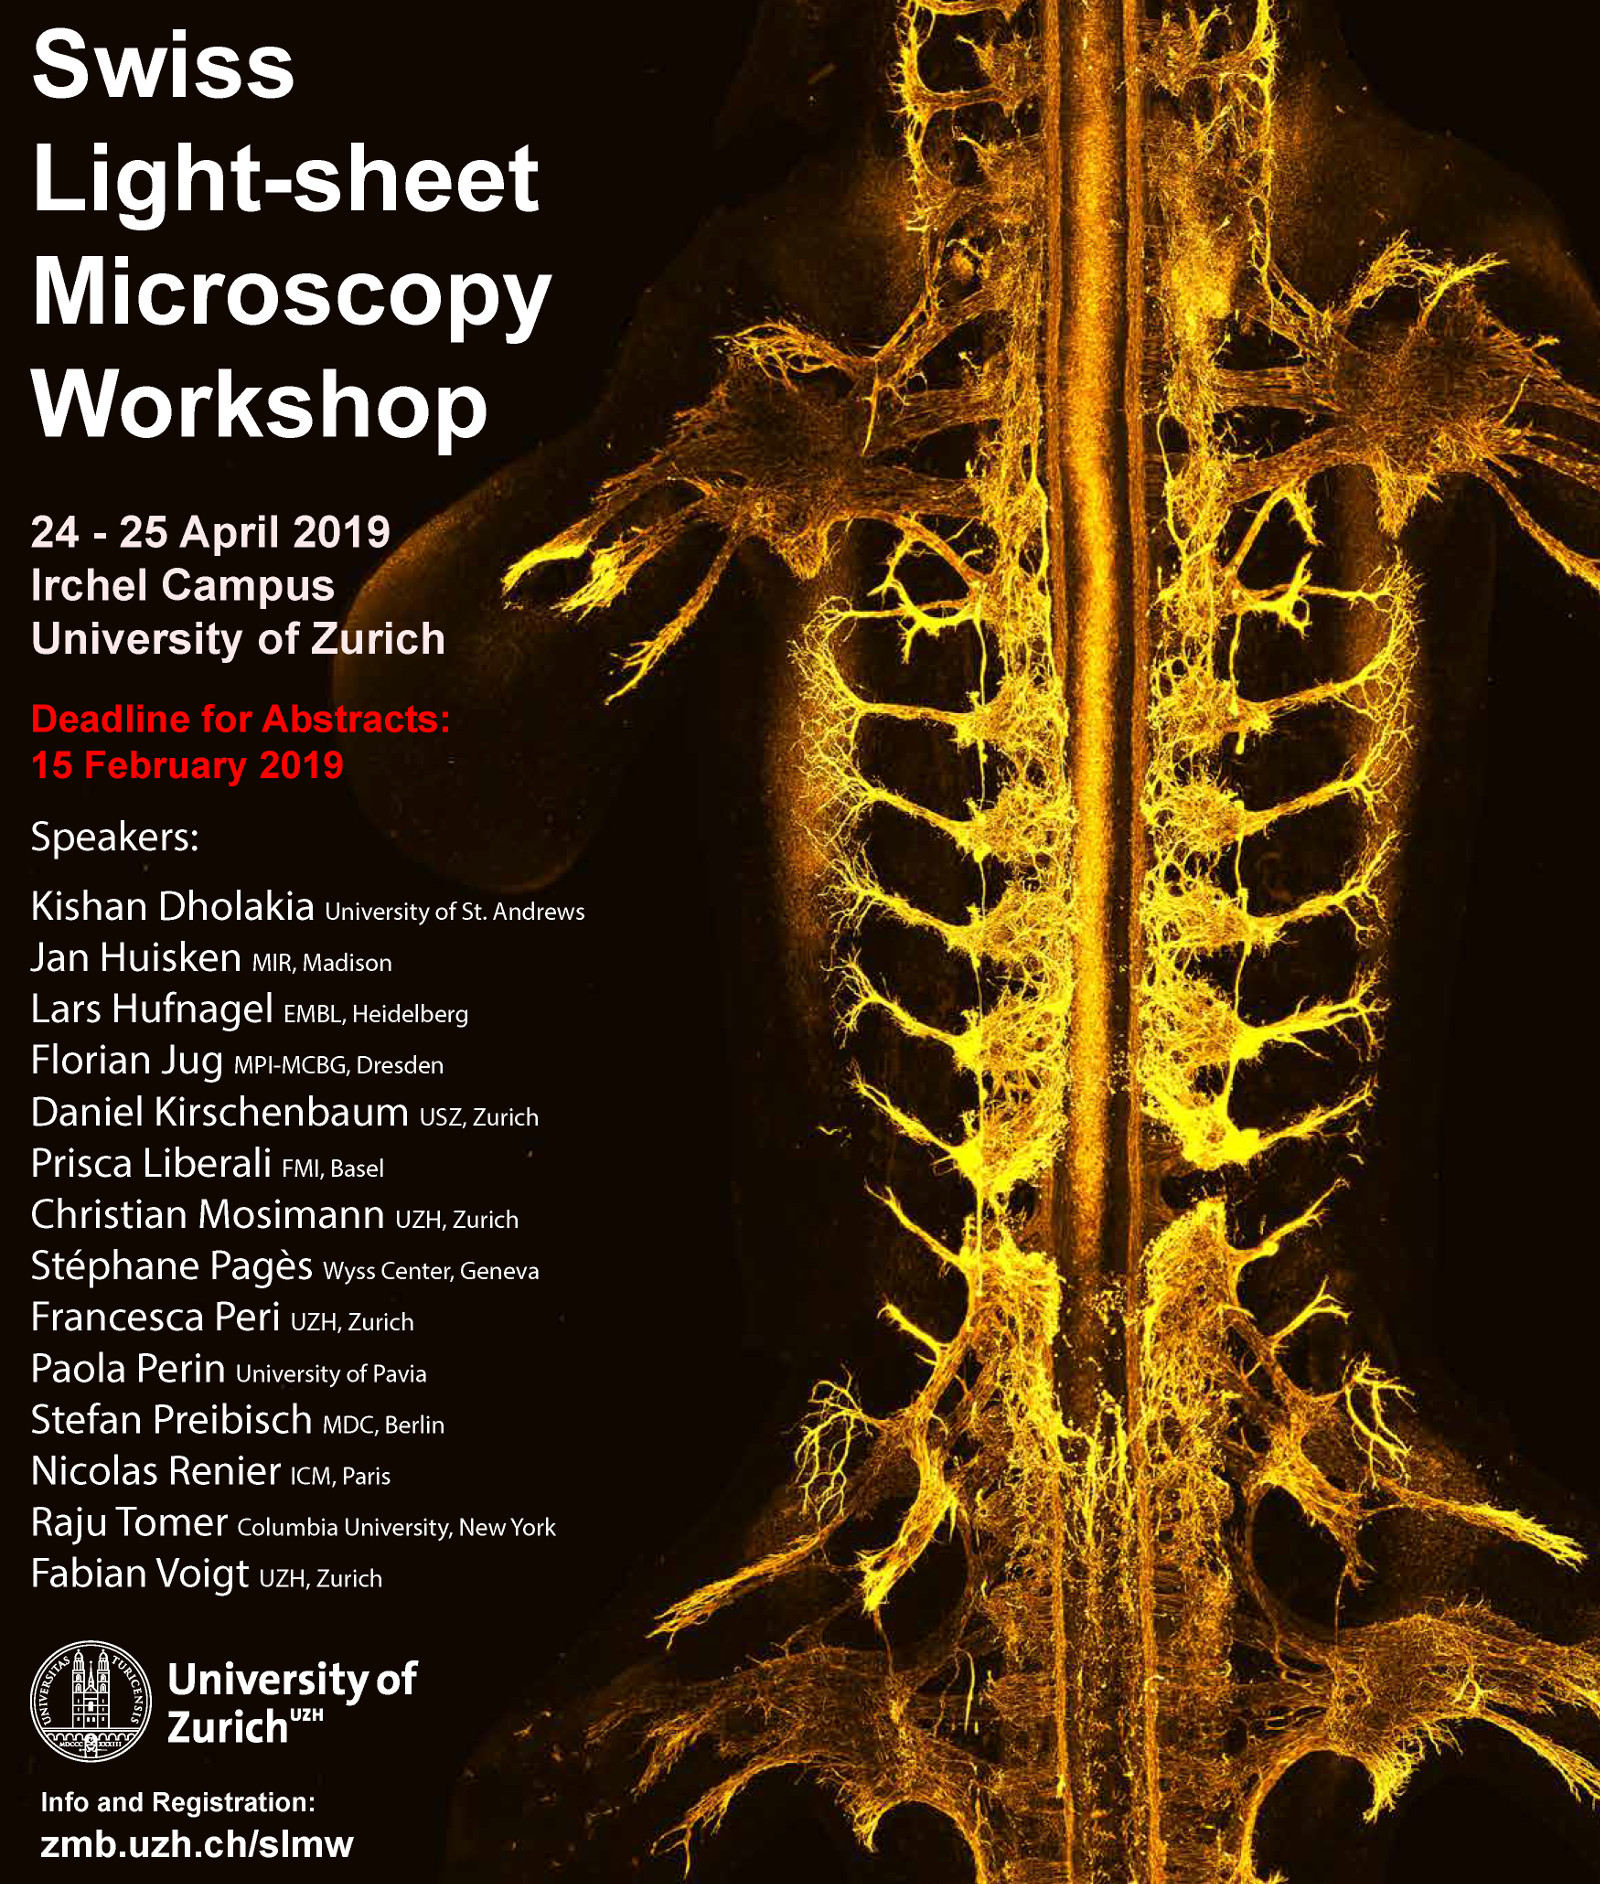 Swiss
Light-sheet
Microscopy
Workshop
24 - 25 April 2019
Irchel Campus
University of Zurich
Deadline for Abstracts:
15 February 2019
Speakers:
Kishan Dholakia University of St. Andrews
Jan Huisken MIR, Madison
Lars Hufnagel EMBL, Heidelberg
Florian Jug MPI-MCBG, Dresden
Daniel Kirschenbaum USZ, Zurich
Prisca Liberali FMI, Basel
Christian Mosimann UZH, Zurich
Stéphane Pagès Wyss Center, Geneva
Francesca Peri UZH, Zurich
Paola Perin University of Pavia
Stefan Preibisch MDC, Berlin
Nicolas Renier ICM, Paris
Raju Tomer Columbia University, New York
Fabian Voigt UZH, Zurich
UNIVERSITAS TURICENSIS
MDCCC XXXIII
University of
Zurich UZH
Info and Registration:
zmb.uzh.ch/slmw